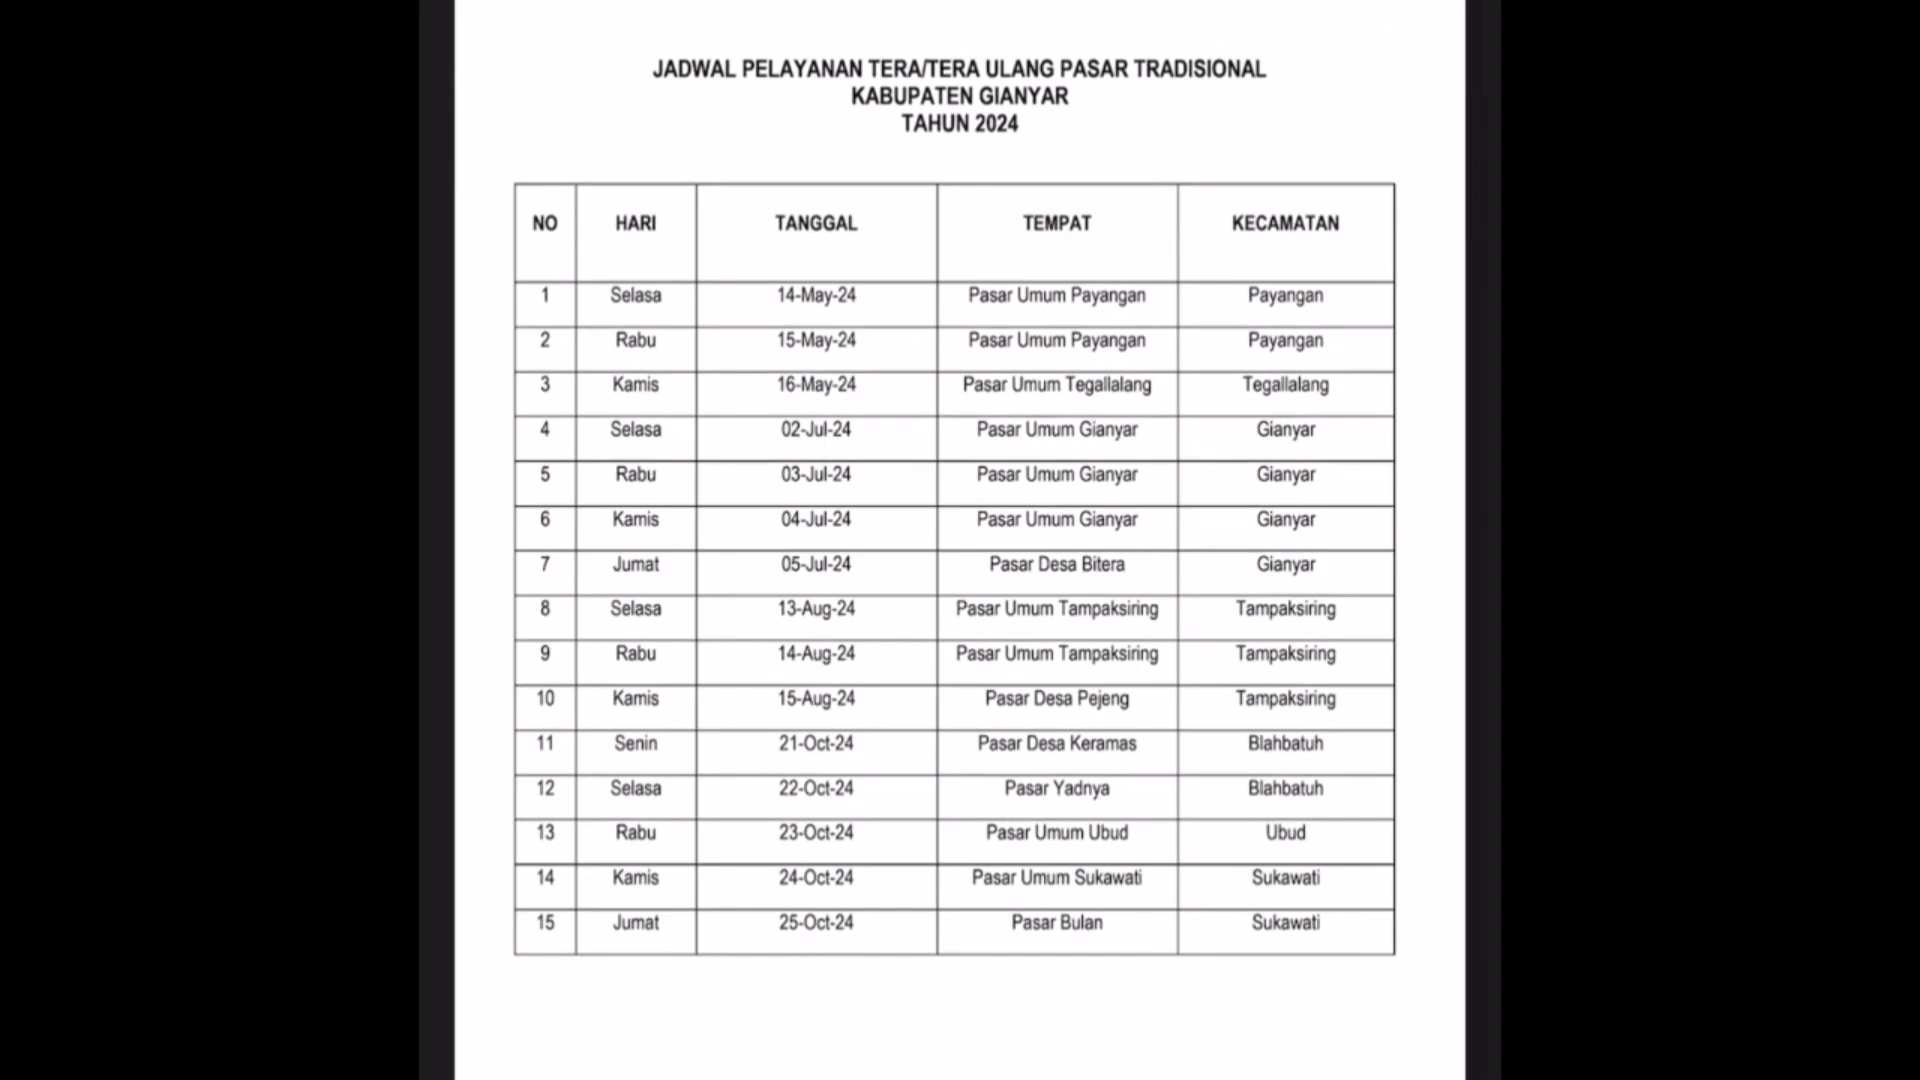 JADWAL PELAYANAN TERA/TERA ULANG PASAR TRADISIONAL
KABUPATEN GIANYAR
TAHUN 2024
NO HARI TANGGAL TEMPAT KECAMATAN
1 Selasa 14-May-24 Pasar Umum Payangan Payangan
2 Rabu 15-May-24 Pasar Umum Payangan Payangan
3 Kamis 16-May-24 Pasar Umum Tegallalang Tegallalang
4 Selasa 02-Jul-24 Pasar Umum Gianyar Gianyar
5 Rabu 03-Jul-24 Pasar Umum Gianyar Gianyar
6 Kamis 04-Jul-24 Pasar Umum Gianyar Gianyar
7 Jumat 05-Jul-24 Pasar Desa Bitera Gianyar
8 Selasa 13-Aug-24 Pasar Umum Tampaksiring Tampaksiring
9 Rabu 14-Aug-24 Pasar Umum Tampaksiring Tampaksiring
10 Kamis 15-Aug-24 Pasar Desa Pejeng Tampaksiring
11 Senin 21-Oct-24 Pasar Desa Keramas Blahbatuh
12 Selasa 22-Oct-24 Pasar Yadnya Blahbatuh
13 Rabu 23-Oct-24 Pasar Umum Ubud Ubud
14 Kamis 24-Oct-24 Pasar Umum Sukawati Sukawati
15 Jumat 25-Oct-24 Pasar Bulan Sukawati